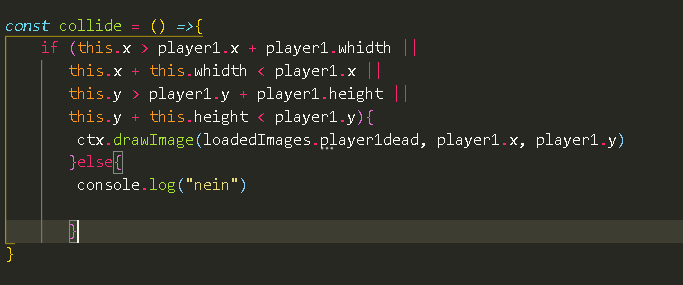 const collide = () =>{
if (this.x > player1.x + player1.whidth ||
this.x + this.whidth < player1.x ||
this.y > player1.y + player1.height ||
this.y + this.height < player1.y){
ctx.drawImage(loadedImages.player1dead, player1.x, player1.y)
}else{
console.log("nein")
}
}